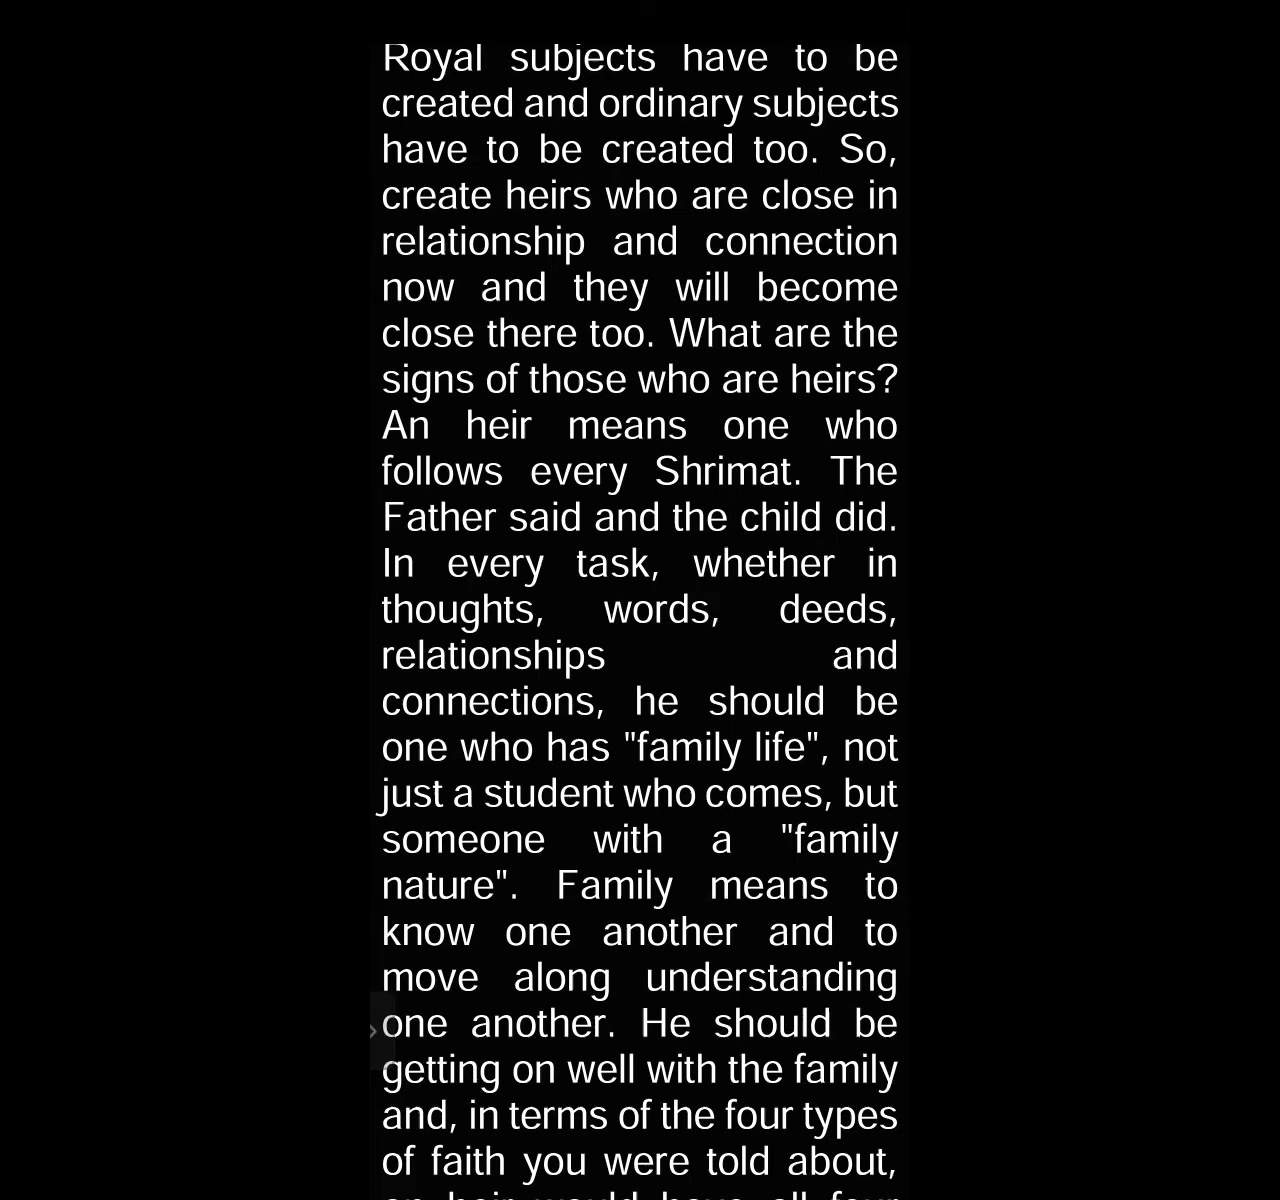 Royal subjects have to be
created and ordinary subjects
have to be created too. So,
create heirs who are close in
relationship and connection
now and they will become
close there too. What are the
signs of those who are heirs?
An heir means one who
follows every Shrimat. The
Father said and the child did.
In every task, whether in
thoughts, words, deeds,
relationships and
connections, he should be
one who has "family life", not
just a student who comes, but
someone with a "family
nature". Family means to
know one another and to
move along understanding
one another. He should be
getting on well with the family
and, in terms of the four types
of faith you were told about,
an heir would have all four